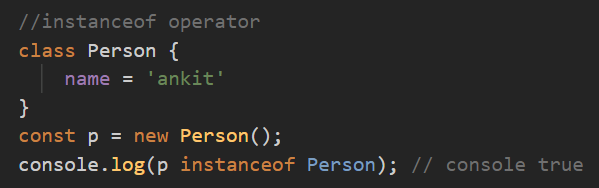 //instanceof operator
class Person {
    name = 'ankit'
}
const p = new Person();
console.log(p instanceof Person); // console true